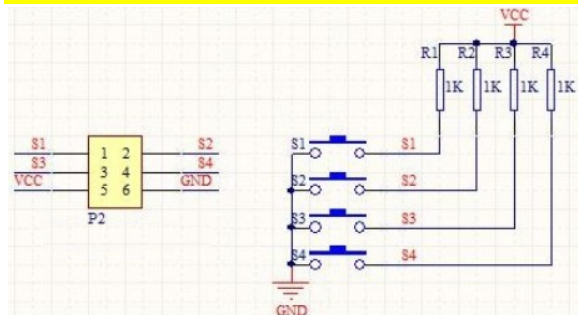 VCC
R1 R2 R3 R4
1K 1K 1K 1K
S1 1 2 S2
S3 3 4 S4
VCC 5 6 GND
P2
S1 S1
S2 S2
S3 S3
S4 S4
GND